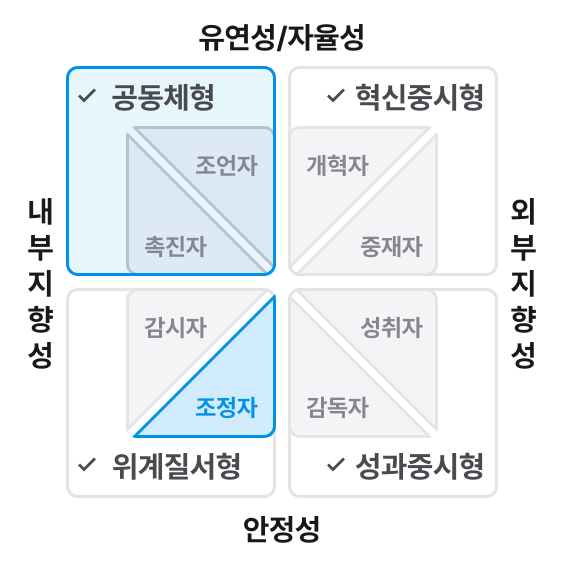 유연성/자율성
공동체형
혁신중시형
조언자
개혁자
촉진자
중재자
내부지향성
외부지향성
감시자
성취자
조정자
감독자
위계질서형
성과중시형
안정성